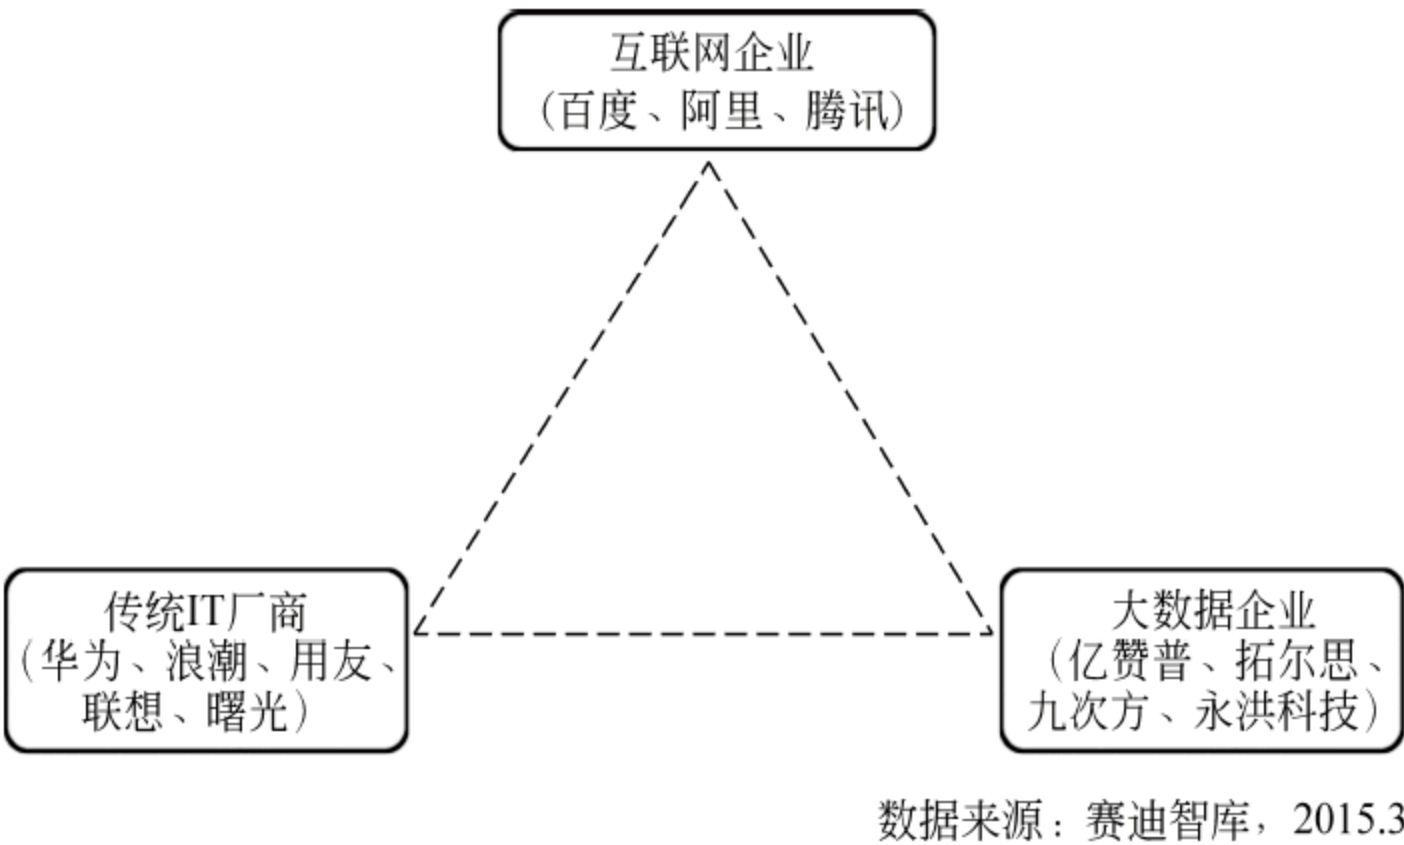 互联网企业
(百度、阿里、腾讯)
传统IT厂商
(华为、浪潮、用友、
联想、曙光)
大数据企业
(亿赞普、拓尔思、
九次方、永洪科技)
数据来源：赛迪智库，2015.3